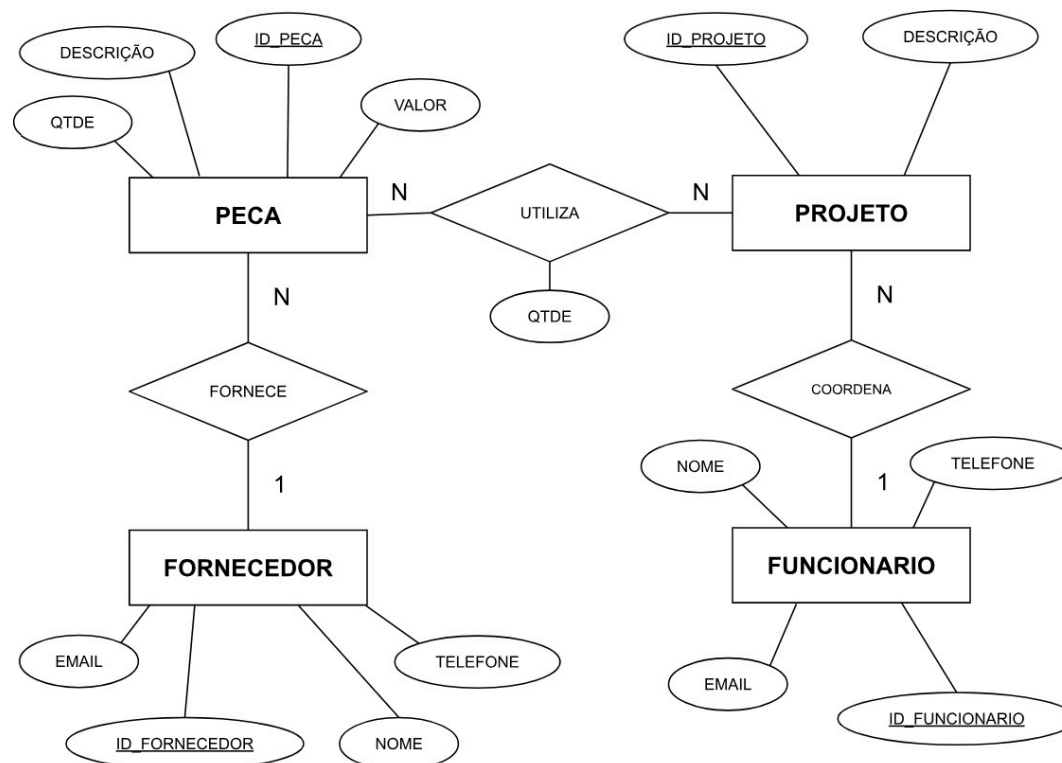 ID_PECA
ID_PROJETO
DESCRIÇÃO
DESCRIÇÃO
VALOR
QTDE
N
N
PECA
UTILIZA
PROJETO
N
N
QTDE
FORNECE
COORDENA
NOME
TELEFONE
1
1
FORNECEDOR
FUNCIONARIO
EMAIL
TELEFONE
EMAIL
ID_FUNCIONARIO
ID_FORNECEDOR
NOME